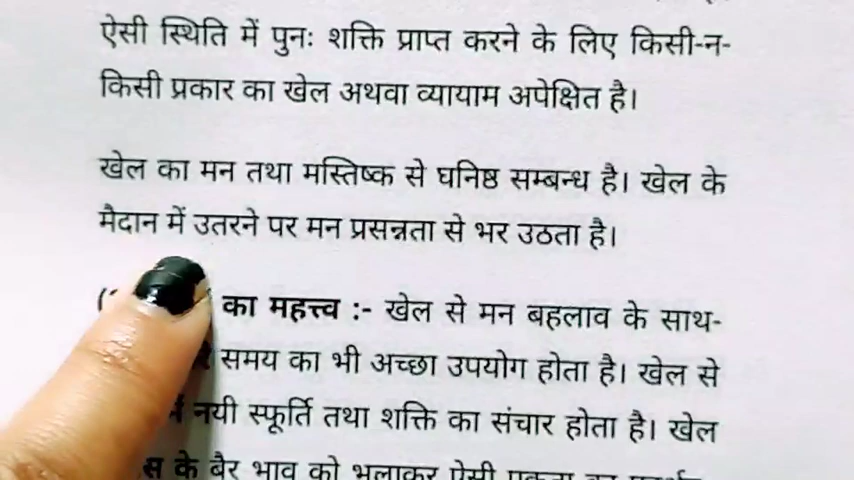 ऐसी स्थिति में पुनः शक्ति प्राप्त करने के लिए किसी-न-
किसी प्रकार का खेल अथवा व्यायाम अपेक्षित है।
खेल का मन तथा मस्तिष्क से घनिष्ठ सम्बन्ध है। खेल के
मैदान में उतरने पर मन प्रसन्नता से भर उठता है।
का महत्त्व :- खेल से मन बहलाव के साथ-
समय का भी अच्छा उपयोग होता है। खेल से
नयी स्फूर्ति तथा शक्ति का संचार होता है। खेल
के बैर भाव को भुलाकर ऐसी